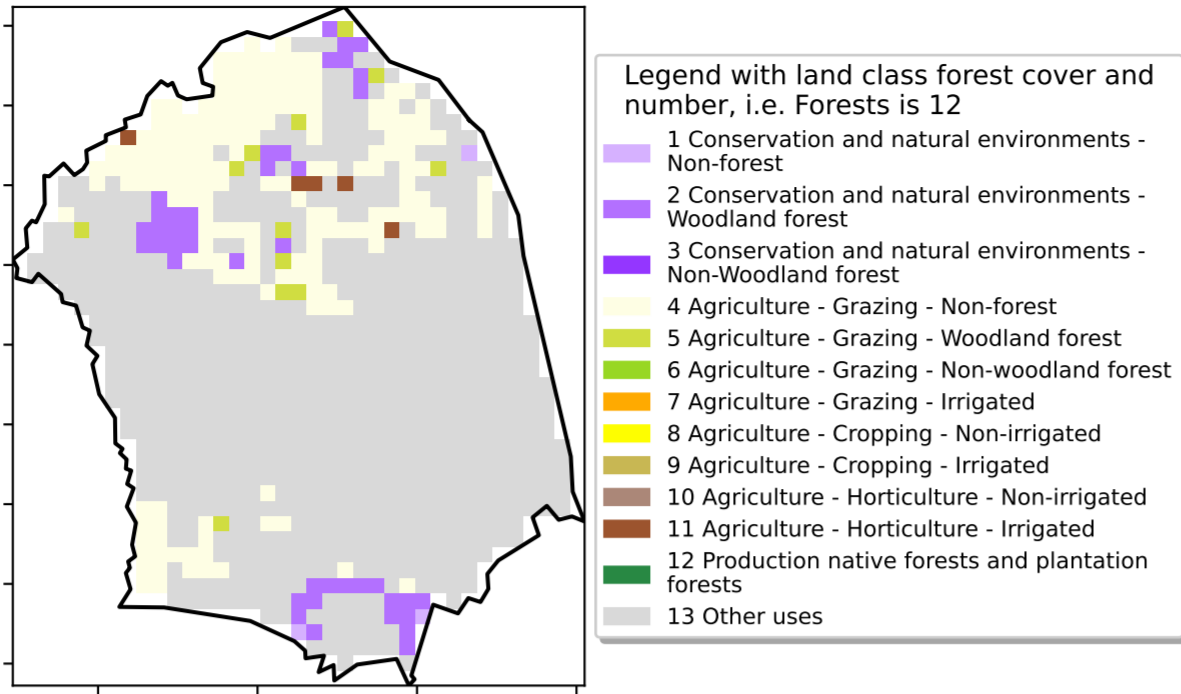 Legend with land class forest cover and
number, i.e. Forests is 12
1 Conservation and natural environments -
Non-forest
2 Conservation and natural environments -
Woodland forest
3 Conservation and natural environments -
Non-Woodland forest
4 Agriculture - Grazing - Non-forest
5 Agriculture - Grazing - Woodland forest
6 Agriculture - Grazing - Non-woodland forest
7 Agriculture - Grazing - Irrigated
8 Agriculture - Cropping - Non-irrigated
9 Agriculture - Cropping - Irrigated
10 Agriculture - Horticulture - Non-irrigated
11 Agriculture - Horticulture - Irrigated
12 Production native forests and plantation
forests
13 Other uses